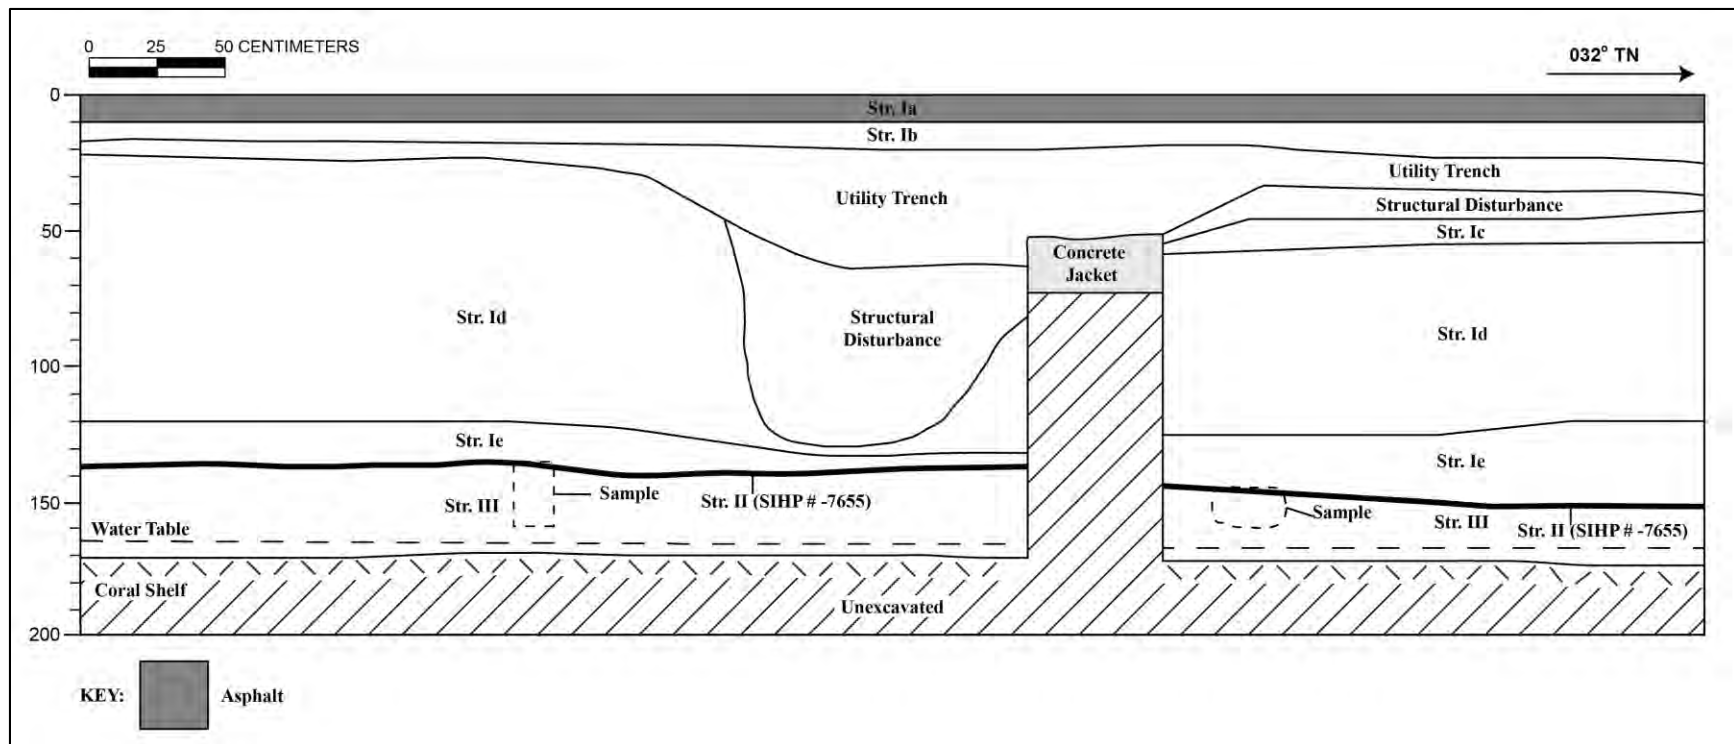 0 25 50 CENTIMETERS
032° TN
0
Str. Ia
Str. Ib
Utility Trench
Utility Trench
Structural Disturbance
50
Str. Ic
Concrete
Jacket
Str. Id
Structural
Disturbance
Str. Id
100
Str. Ie
Str. Ie
Str. III
Sample
Str. II (SIHP # -7655)
150
Sample
Str. III
Str. II (SIHP # -7655)
Water Table
Coral Shelf
Unexcavated
200
KEY:
Asphalt